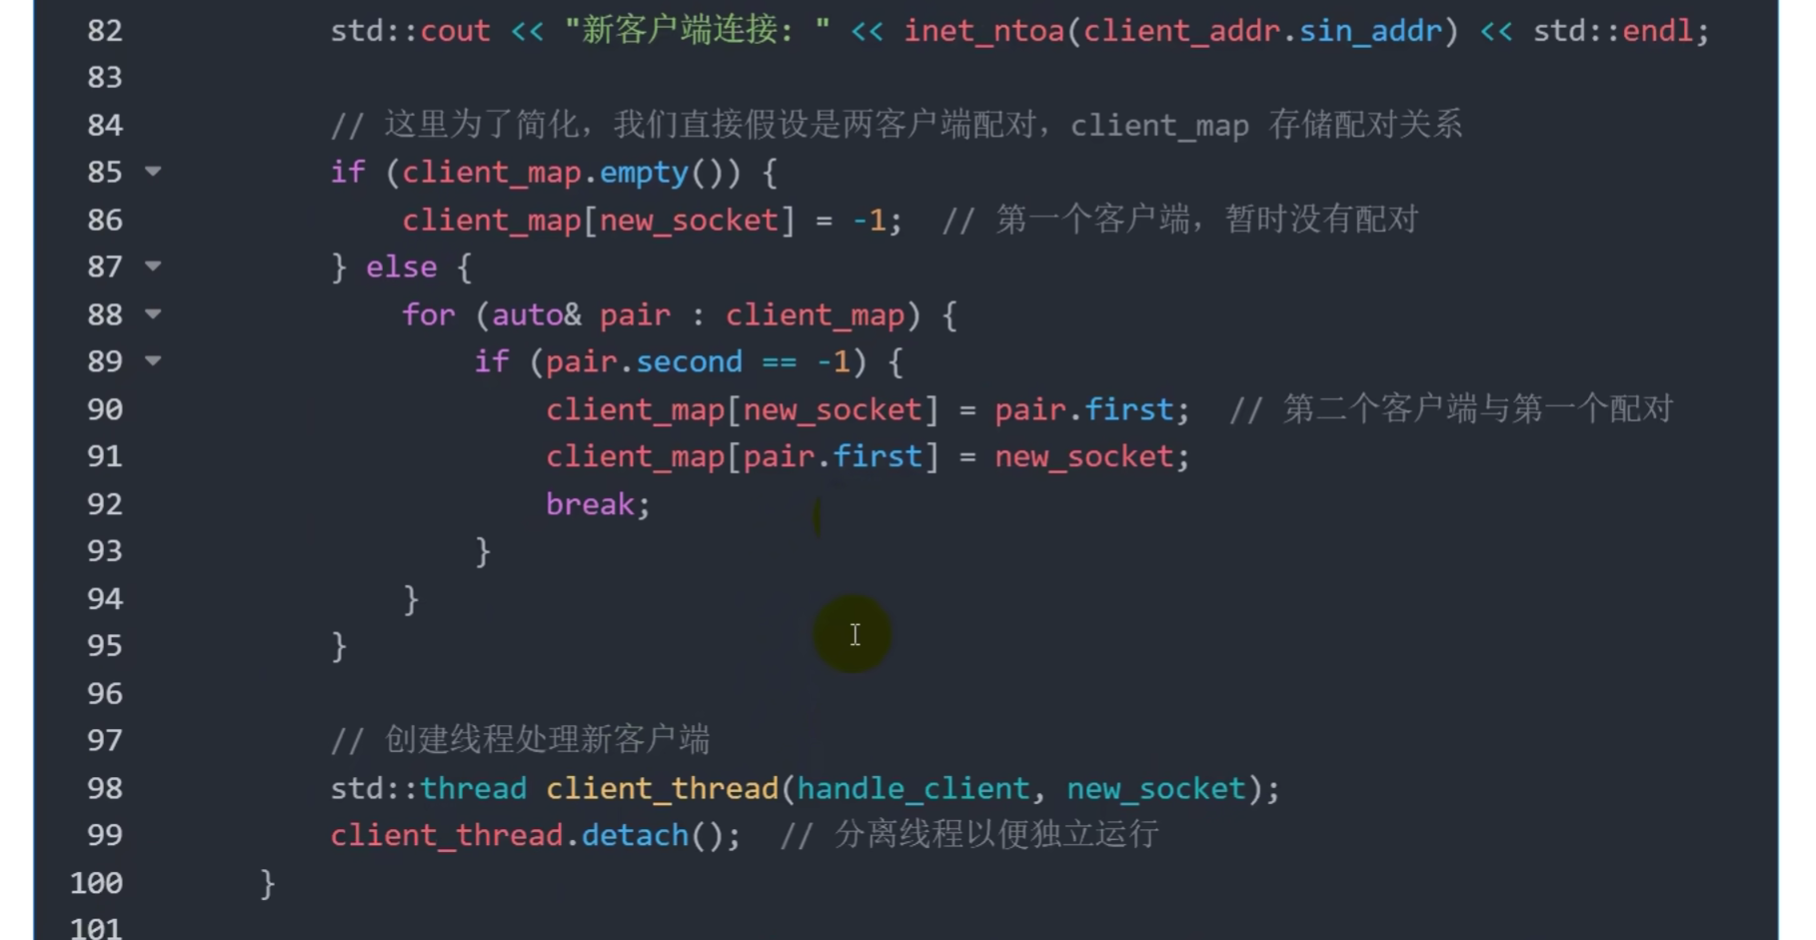 82 std::cout << "新客户端连接: " << inet_ntoa(client_addr.sin_addr) << std::endl;
83
84 // 这里为了简化，我们直接假设是两客户端配对，client_map 存储配对关系
85 if (client_map.empty()) {
86 client_map[new_socket] = -1; // 第一个客户端，暂时没有配对
87 } else {
88 for (auto& pair : client_map) {
89 if (pair.second == -1) {
90 client_map[new_socket] = pair.first; // 第二个客户端与第一个配对
91 client_map[pair.first] = new_socket;
92 break;
93 }
94 }
95 }
96
97 // 创建线程处理新客户端
98 std::thread client_thread(handle_client, new_socket);
99 client_thread.detach(); // 分离线程以便独立运行
100 }
101